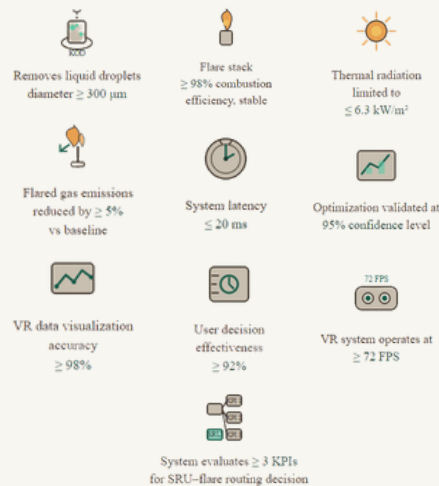 KOD
Removes liquid droplets
diameter ≥ 300 μm
Flare stack
≥ 98% combustion
efficiency, stable
Thermal radiation
limited to
≤ 6.3 kW/m²
Flared gas emissions
reduced by ≥ 5%
vs baseline
System latency
≤ 20 ms
Optimization validated at
95% confidence level
VR data visualization
accuracy
≥ 98%
User decision
effectiveness
≥ 92%
72 FPS
VR system operates at
≥ 72 FPS
System evaluates ≥ 3 KPIs
for SRU–flare routing decision